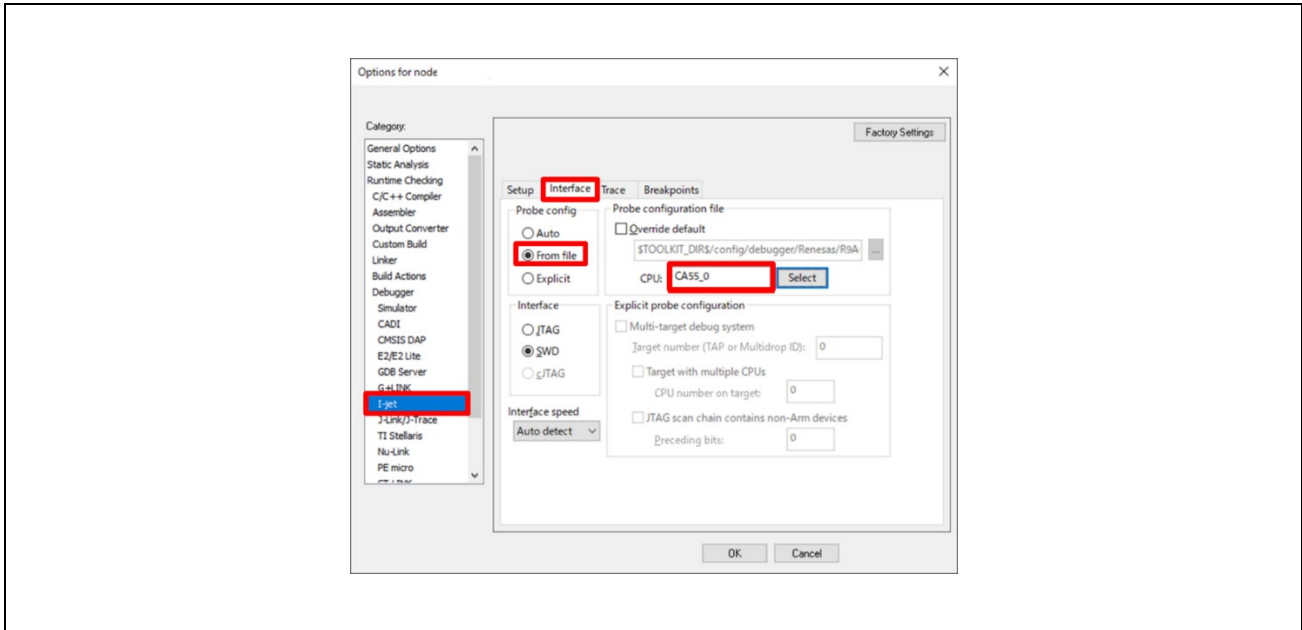 Options for node
Category:
General Options
Static Analysis
Runtime Checking
C/C++ Compiler
Assembler
Output Converter
Custom Build
Linker
Build Actions
Debugger
Simulator
CADI
CMSIS DAP
E2/E2 Lite
GDB Server
G+LINK
I-jet
J-Link/J-Trace
TI Stellaris
Nu-Link
PE micro
ST-LINK
Factory Settings
Setup Interface Trace Breakpoints
Probe config
Auto
From file
Explicit
Probe configuration file
Override default
$TOOLKIT_DIR$/config/debugger/Renesas/R9A ...
CPU: CA55_0 Select
Interface
JTAG
SWD
cJTAG
Interface speed
Auto detect
Explicit probe configuration
Multi-target debug system
Target number (TAP or Multidrop ID): 0
Target with multiple CPUs
CPU number on target: 0
JTAG scan chain contains non-Arm devices
Preceding bits: 0
OK Cancel